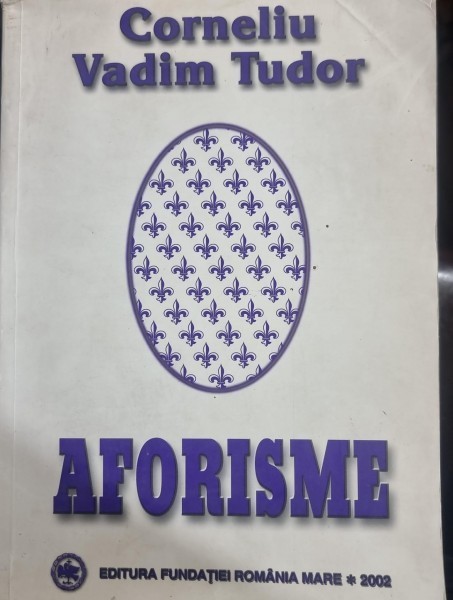 Corneliu
Vadim Tudor
AFORISME
EDITURA FUNDAȚIEI ROMÂNIA MARE * 2002